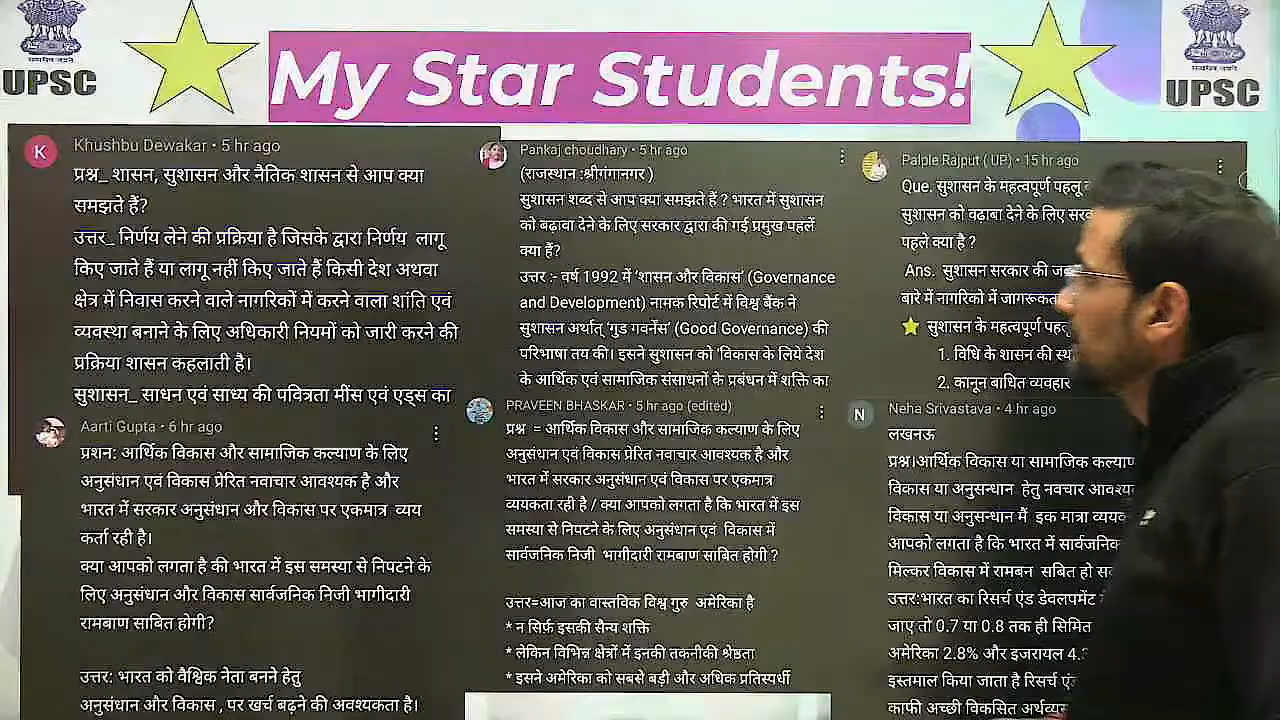 UPSC
My Star Students!
UPSC
Khushbu Dewakar • 5 hr ago
प्रश्न_ शासन, सुशासन और नैतिक शासन से आप क्या
समझते हैं?
उत्तर_ निर्णय लेने की प्रक्रिया है जिसके द्वारा निर्णय लागू
किए जाते हैं या लागू नहीं किए जाते हैं किसी देश अथवा
क्षेत्र में निवास करने वाले नागरिकों में करने वाला शांति एवं
व्यवस्था बनाने के लिए अधिकारी नियमों को जारी करने की
प्रक्रिया शासन कहलाती है।
सुशासन_ साधन एवं साध्य की पवित्रता मींस एवं एड्स का
Pankaj choudhary • 5 hr ago
(राजस्थान :श्रीगंगानगर )
सुशासन शब्द से आप क्या समझते हैं ? भारत में सुशासन
को बढ़ावा देने के लिए सरकार द्वारा की गई प्रमुख पहलें
क्या हैं?
उत्तर :- वर्ष 1992 में 'शासन और विकास' (Governance
and Development) नामक रिपोर्ट में विश्व बैंक ने
सुशासन अर्थात् 'गुड गवर्नेंस' (Good Governance) की
परिभाषा तय की। इसने सुशासन को 'विकास के लिये देश
के आर्थिक एवं सामाजिक संसाधनों के प्रबंधन में शक्ति का
Palple Rajput ( UP) • 15 hr ago
Que. सुशासन के महत्वपूर्ण पहलू
सुशासन को वढ़ाबा देने के लिए
पहले क्या है ?
Ans. सुशासन सरकार की
बारे में नागरिको में
सुशासन के महत्वपूर्ण
1. विधि के शासन की
2. कानून बाधित व्यवहार
K
Aarti Gupta • 6 hr ago
प्रशन: आर्थिक विकास और सामाजिक कल्याण के लिए
अनुसंधान एवं विकास प्रेरित नवाचार आवश्यक है और
भारत में सरकार अनुसंधान और विकास पर एकमात्र व्यय
कर्ता रही है।
क्या आपको लगता है की भारत में इस समस्या से निपटने के
लिए अनुसंधान और विकास सार्वजनिक निजी भागीदारी
रामबाण साबित होगी?
उत्तर: भारत को वैश्विक नेता बनने हेतु
अनुसंधान और विकास , पर खर्च बढ़ने की अवश्यकता है।
PRAVEEN BHASKAR • 5 hr ago (edited)
प्रश्न = आर्थिक विकास और सामाजिक कल्याण के लिए
अनुसंधान एवं विकास प्रेरित नवाचार आवश्यक है और
भारत में सरकार अनुसंधान एवं विकास पर एकमात्र
व्ययकता रही है / क्या आपको लगता है कि भारत में इस
समस्या से निपटने के लिए अनुसंधान एवं विकास में
सार्वजनिक निजी भागीदारी रामबाण साबित होगी ?
उत्तर=आज का वास्तविक विश्व गुरु अमेरिका है
* न सिर्फ़ इसकी सैन्य शक्ति
* लेकिन विभिन्न क्षेत्रों में इनकी तकनीकी श्रेष्ठता
* इसने अमेरिका को सबसे बड़ी और अधिक प्रतिस्पर्धी
N
Neha Srivastava • 4 hr ago
लखनऊ
प्रश्न।आर्थिक विकास या सामाजिक कल्याण
विकास या अनुसन्धान हेतु नवचार
विकास या अनुसन्धान मैं इक मात्रा
आपको लगता है कि भारत में सार्वजनिक
मिल्कर विकास में रामबन सबित हो
उत्तर:भारत का रिसर्च एंड डेवलपमेंट
जाए तो 0.7 या 0.8 तक ही सिमित
अमेरिका 2.8% और इजरायल
इस्तमाल किया जाता है रिसर्च
काफी अच्छी विकसित